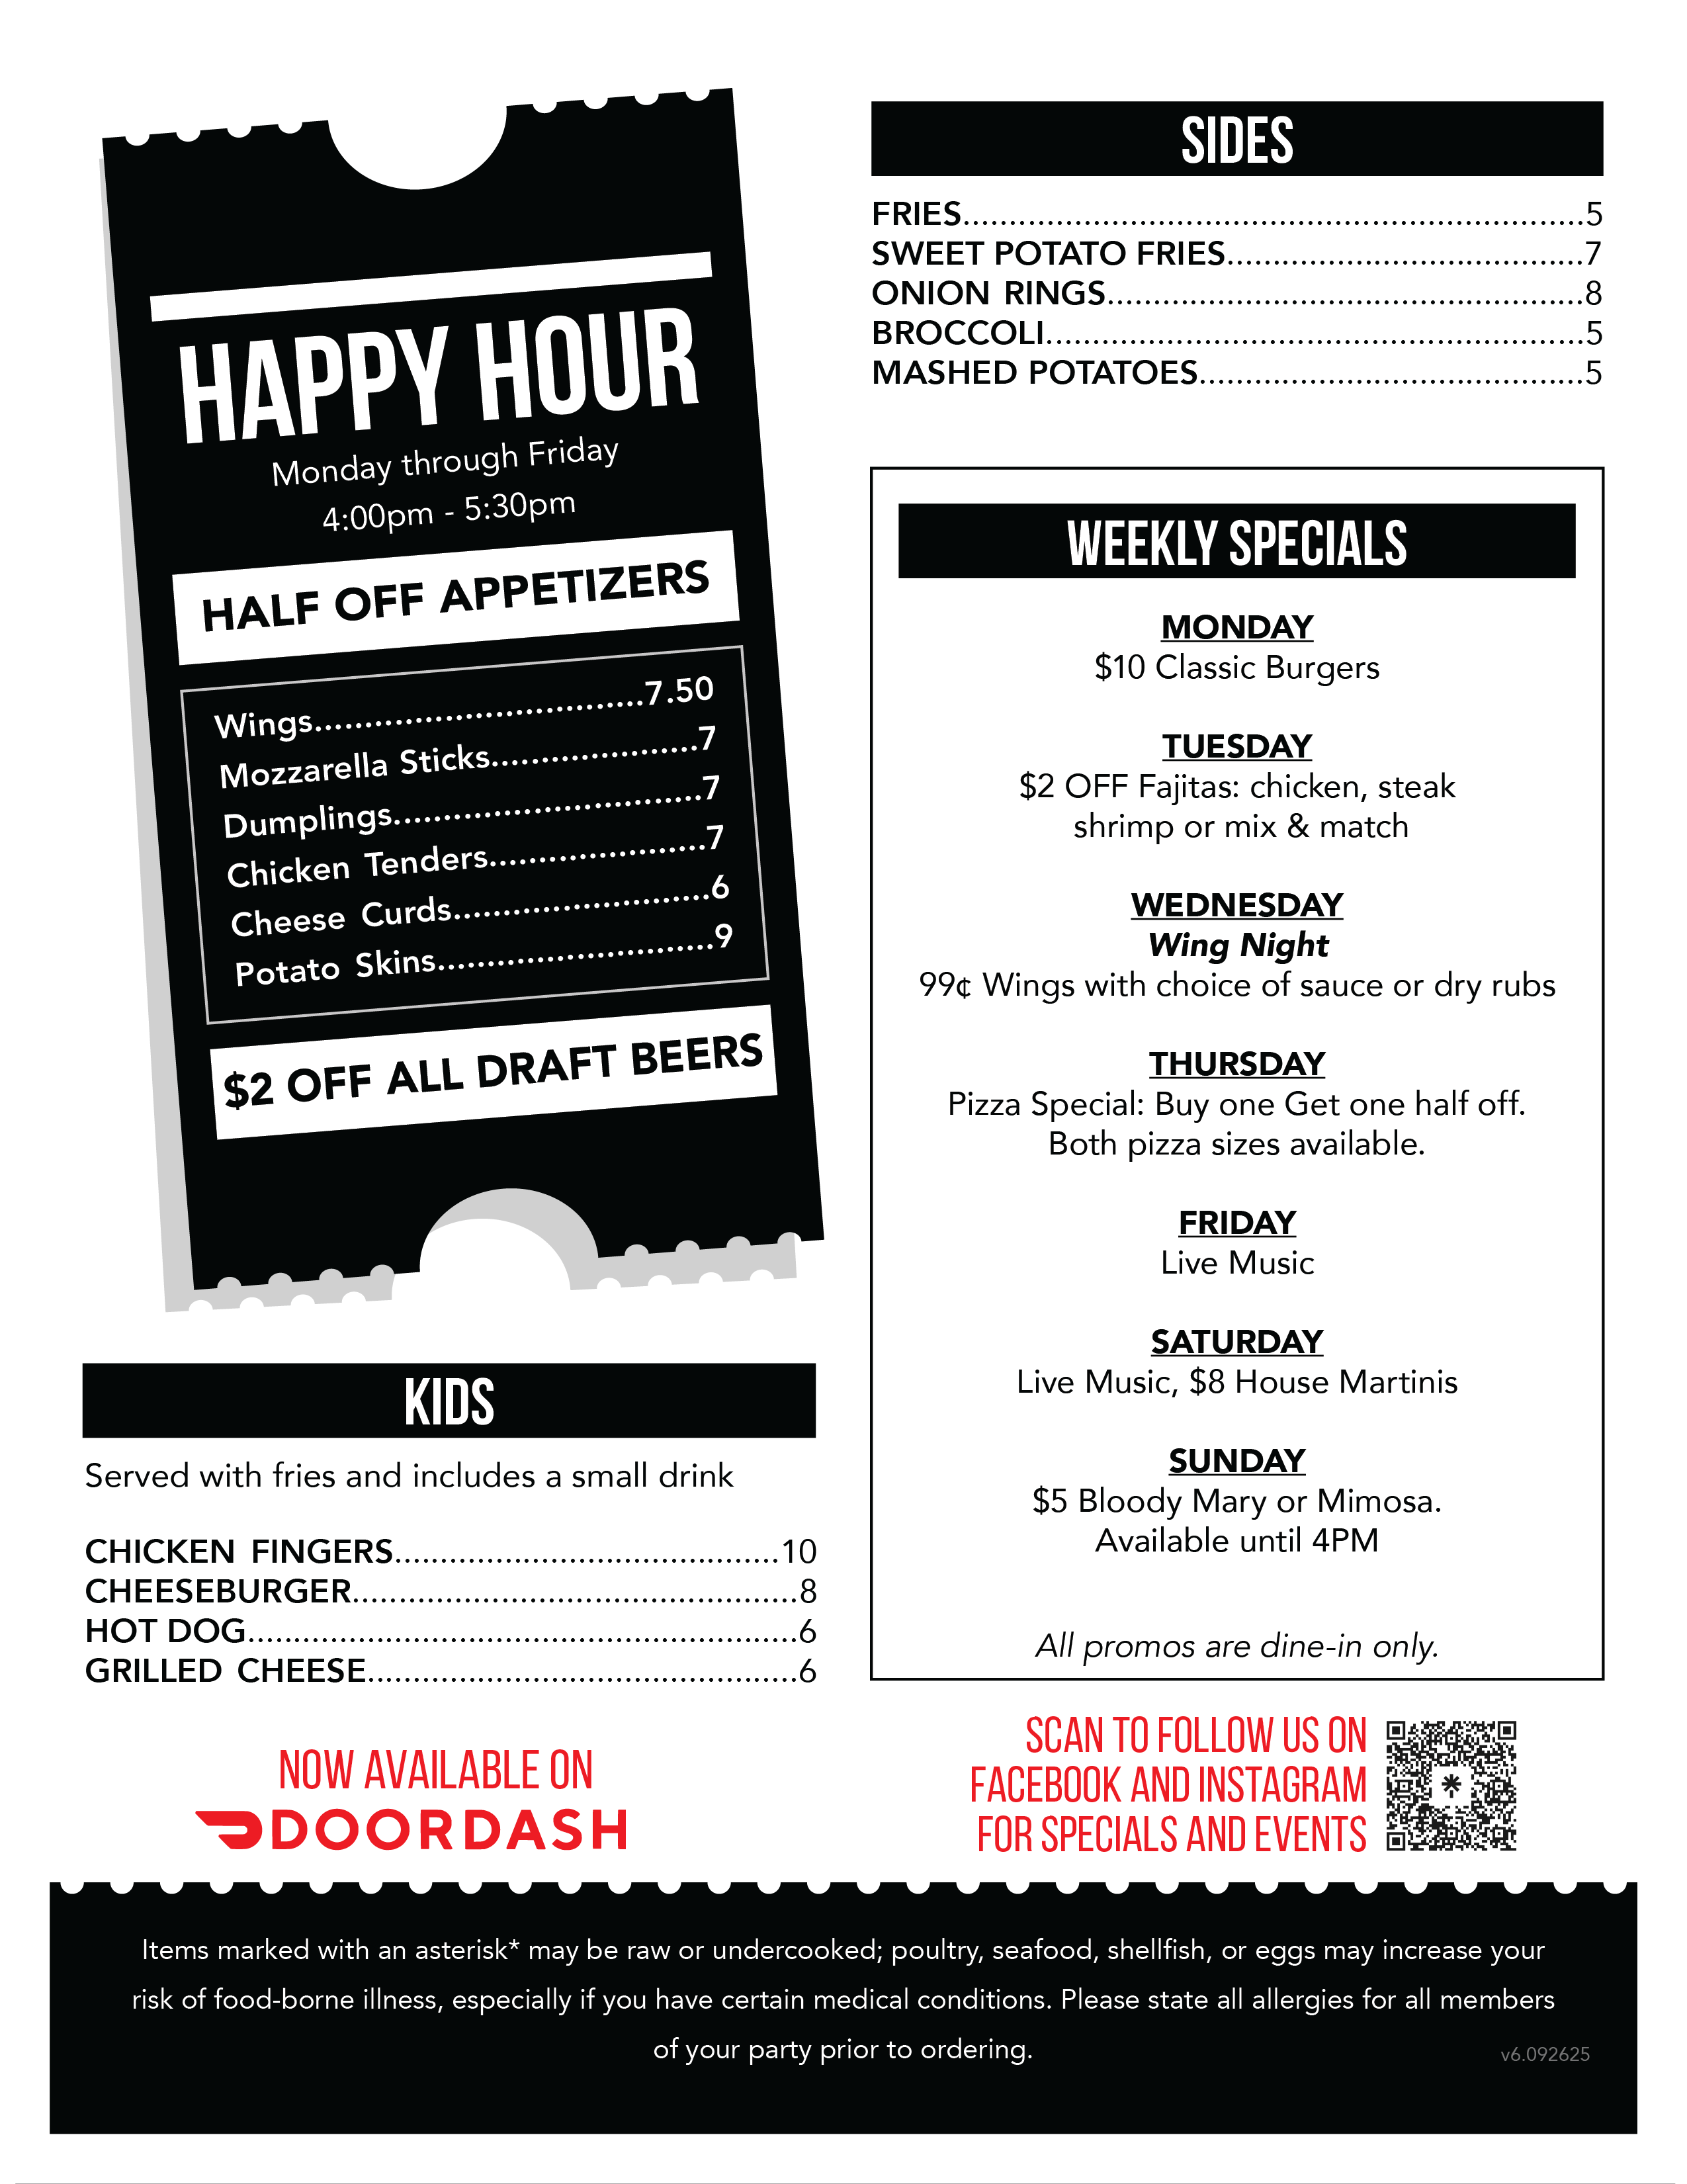 HAPPY HOUR
Monday through Friday
4:00pm - 5:30pm
HALF OFF APPETIZERS
Wings..................................7.50
Mozzarella Sticks.....................7
Dumplings...............................7
Chicken Tenders......................7
Cheese Curds..........................6
Potato Skins............................9
$2 OFF ALL DRAFT BEERS
KIDS
Served with fries and includes a small drink
CHICKEN FINGERS..........................................10
CHEESEBURGER................................................8
HOT DOG...........................................................6
GRILLED CHEESE..............................................6
NOW AVAILABLE ON
DOORDASH
SIDES
FRIES...................................................................5
SWEET POTATO FRIES.......................................7
ONION RINGS....................................................8
BROCCOLI..........................................................5
MASHED POTATOES..........................................5
WEEKLY SPECIALS
MONDAY
$10 Classic Burgers
TUESDAY
$2 OFF Fajitas: chicken, steak
shrimp or mix & match
WEDNESDAY
Wing Night
99¢ Wings with choice of sauce or dry rubs
THURSDAY
Pizza Special: Buy one Get one half off.
Both pizza sizes available.
FRIDAY
Live Music
SATURDAY
Live Music, $8 House Martinis
SUNDAY
$5 Bloody Mary or Mimosa.
Available until 4PM
All promos are dine-in only.
SCAN TO FOLLOW US ON
FACEBOOK AND INSTAGRAM
FOR SPECIALS AND EVENTS
Items marked with an asterisk* may be raw or undercooked; poultry, seafood, shellfish, or eggs may increase your
risk of food-borne illness, especially if you have certain medical conditions. Please state all allergies for all members
of your party prior to ordering.
v6.092625